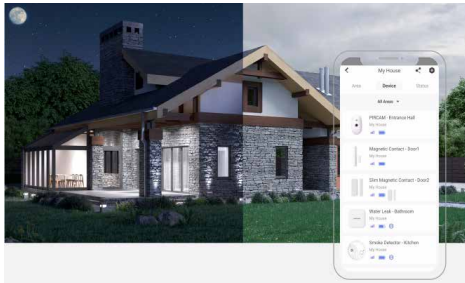 My House
Area
Device
Status
All Areas
PIRCAM - Entrance Hall
My House
Magnetic Contact - Door1
My House
Slim Magnetic Contact - Door2
My House
Water Leak - Bathroom
My House
Smoke Detector - Kitchen
My House